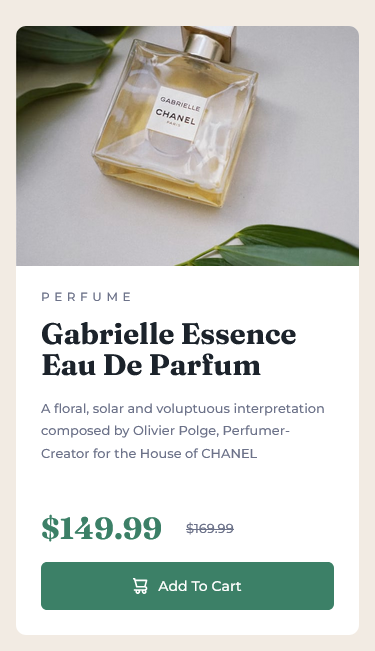 GABRIELLE
CHANEL
PARIS
PERFUME
Gabrielle Essence
Eau De Parfum
A floral, solar and voluptuous interpretation
composed by Olivier Polge, Perfumer-
Creator for the House of CHANEL
$149.99 $169.99
Add To Cart